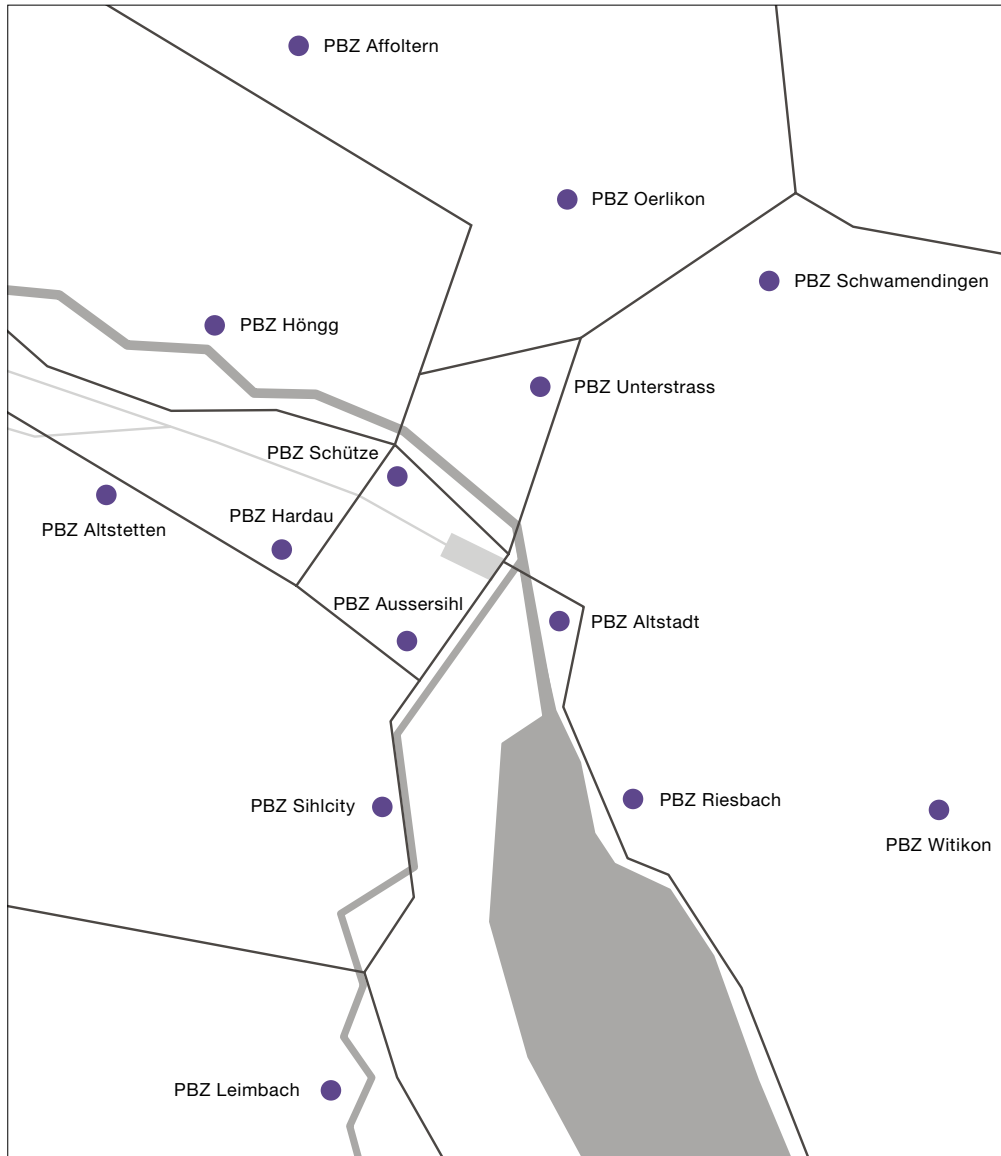 PBZ Affoltern
PBZ Oerlikon
PBZ Schwamendingen
PBZ Höngg
PBZ Unterstrass
PBZ Schütze
PBZ Hardau
PBZ Altstetten
PBZ Aussersihl
PBZ Altstadt
PBZ Sihlcity
PBZ Riesbach
PBZ Witikon
PBZ Leimbach